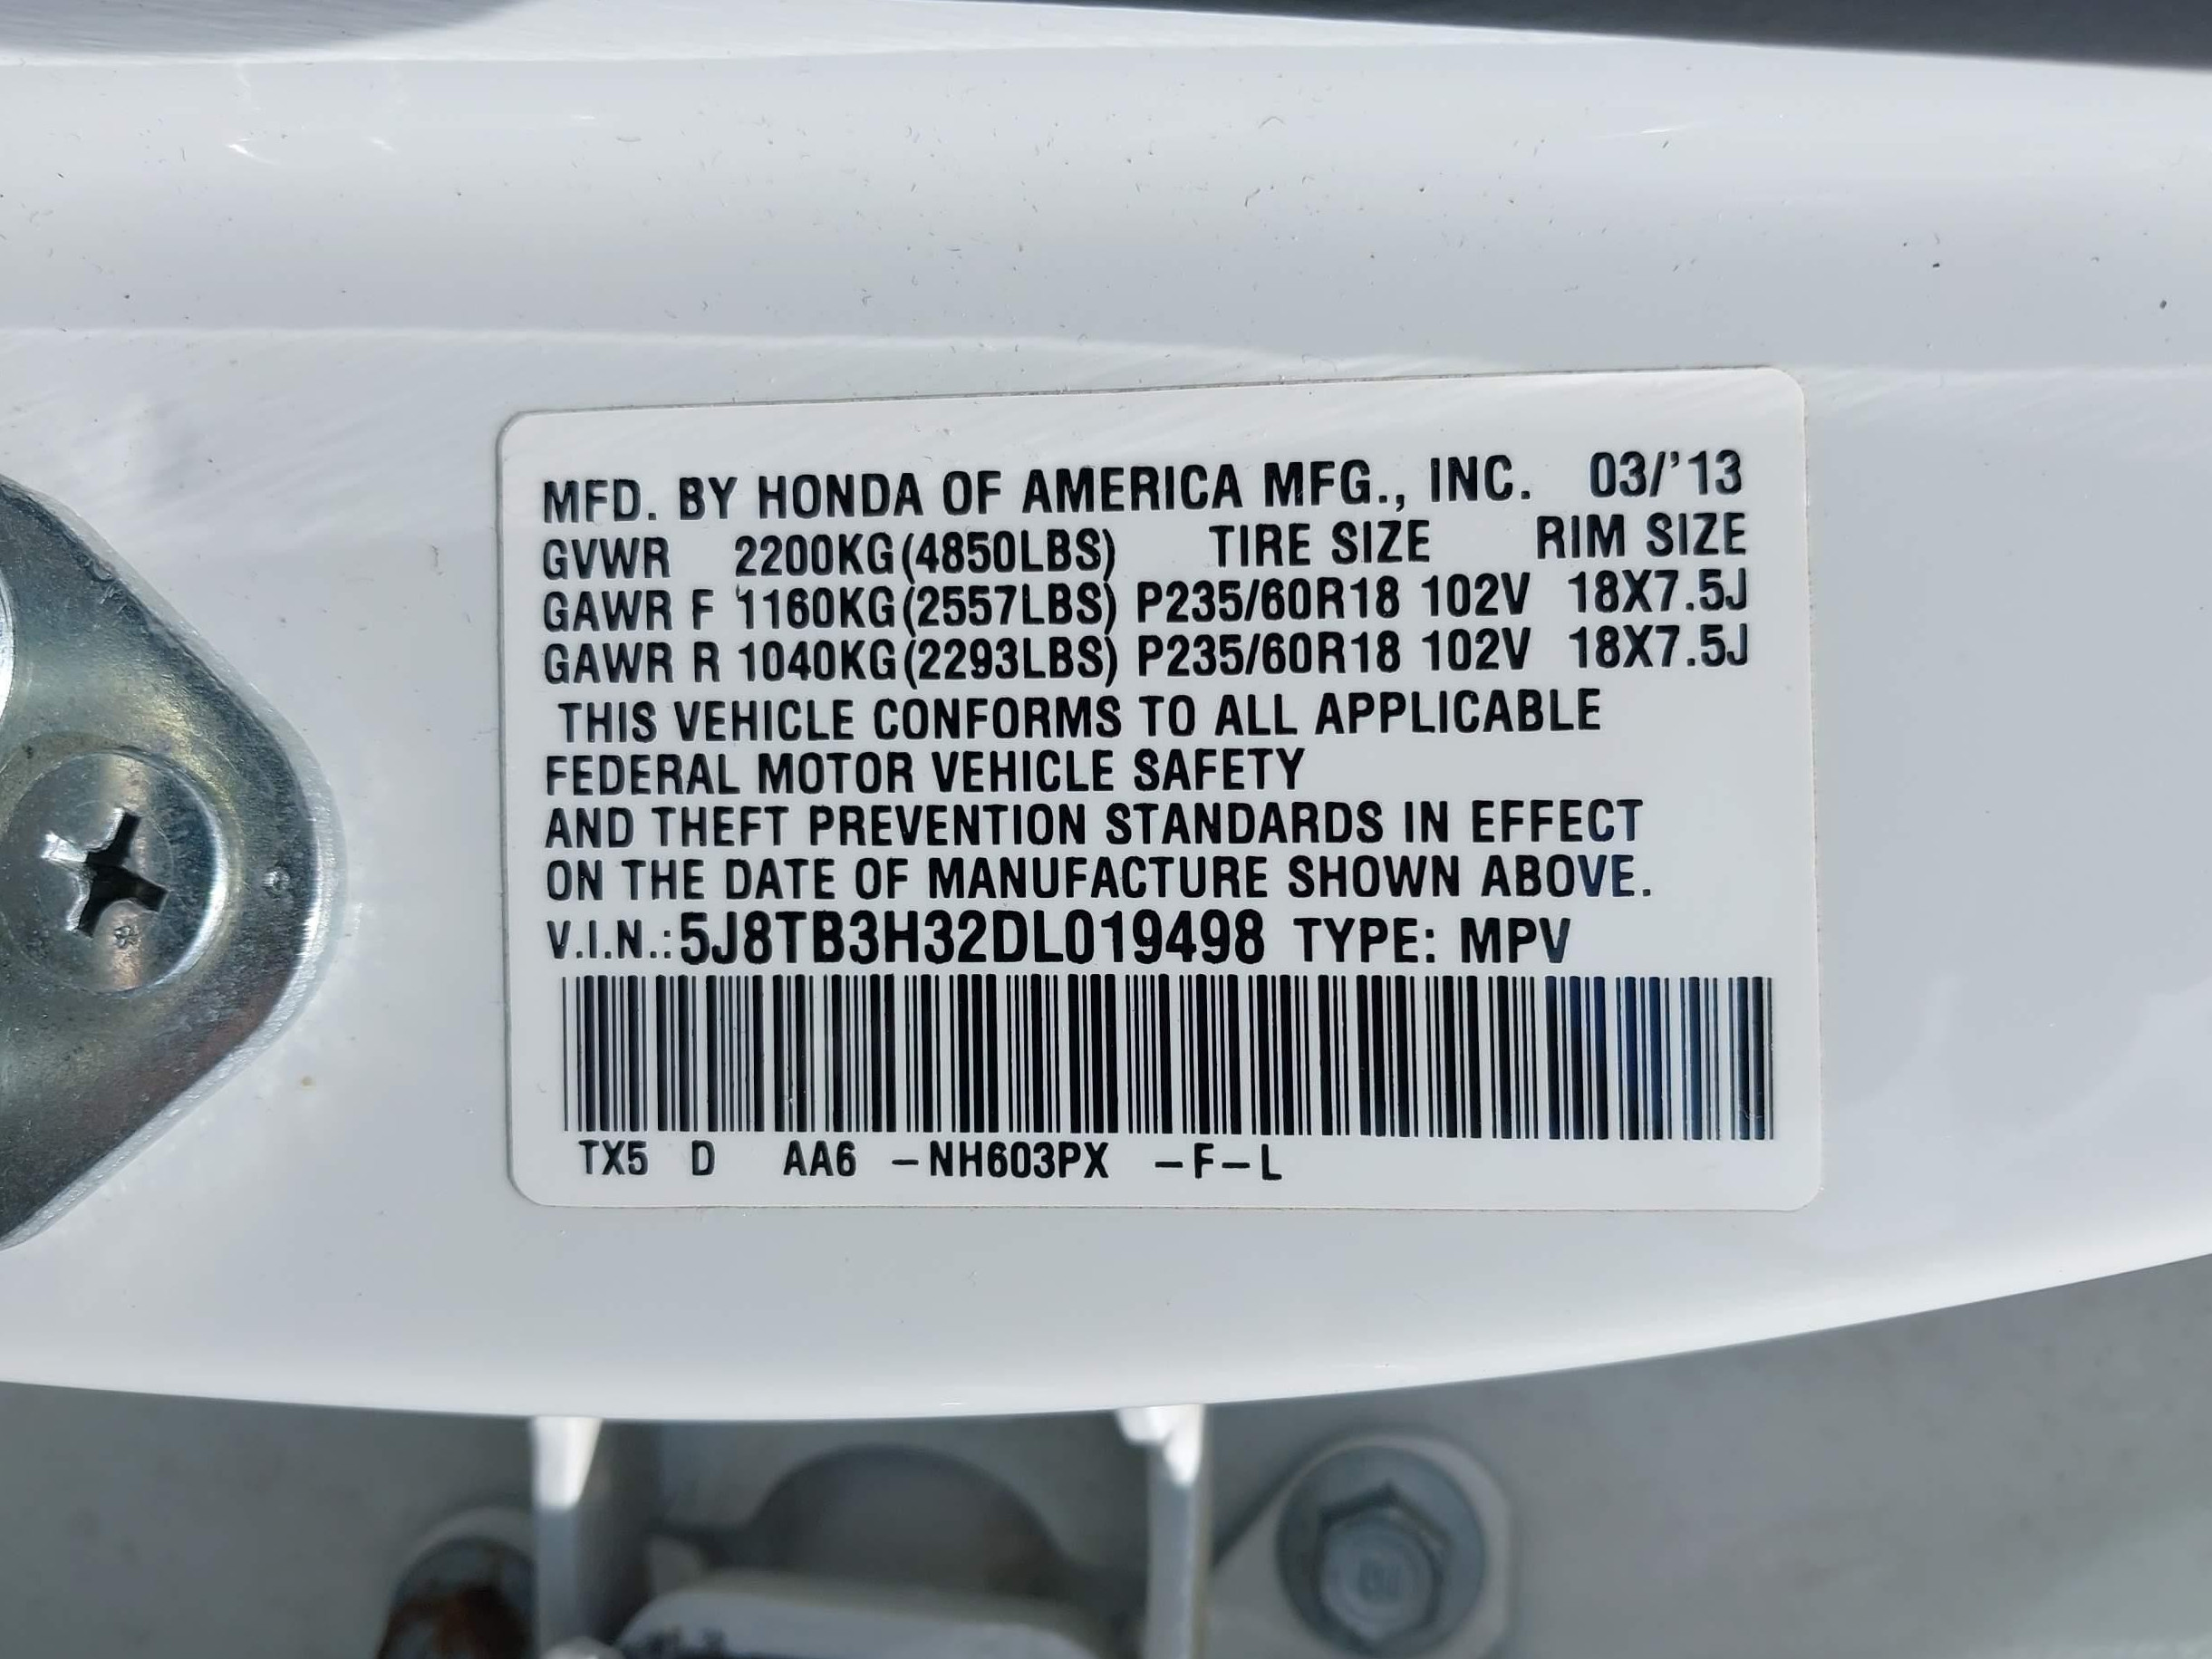 MFD. BY HONDA OF AMERICA MFG., INC. 03/'13
GVWR 2200KG(4850LBS) TIRE SIZE RIM SIZE
GAWR F 1160KG(2557LBS) P235/60R18 102V 18X7.5J
GAWR R 1040KG(2293LBS) P235/60R18 102V 18X7.5J
THIS VEHICLE CONFORMS TO ALL APPLICABLE
FEDERAL MOTOR VEHICLE SAFETY
AND THEFT PREVENTION STANDARDS IN EFFECT
ON THE DATE OF MANUFACTURE SHOWN ABOVE.
V.I.N.:5J8TB3H32DL019498 TYPE: MPV
TX5 D AA6 -NH603PX -F-L